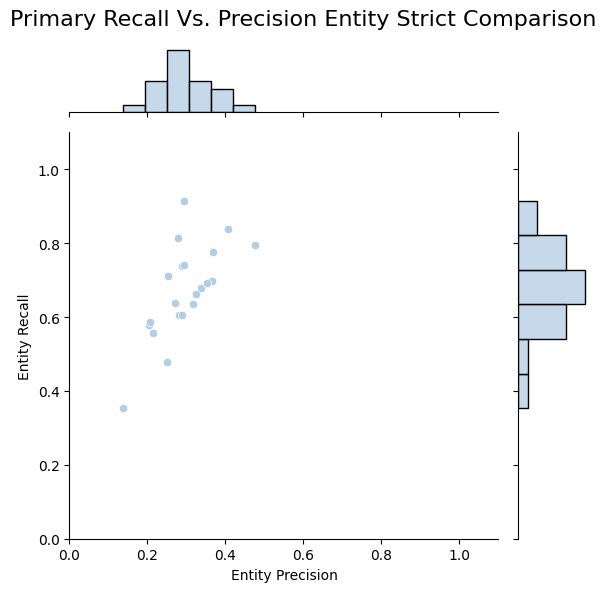 Primary Recall Vs. Precision Entity Strict Comparison
1.0
0.8
0.6
0.4
0.2
0.0
Entity Recall
0.0 0.2 0.4 0.6 0.8 1.0
Entity Precision